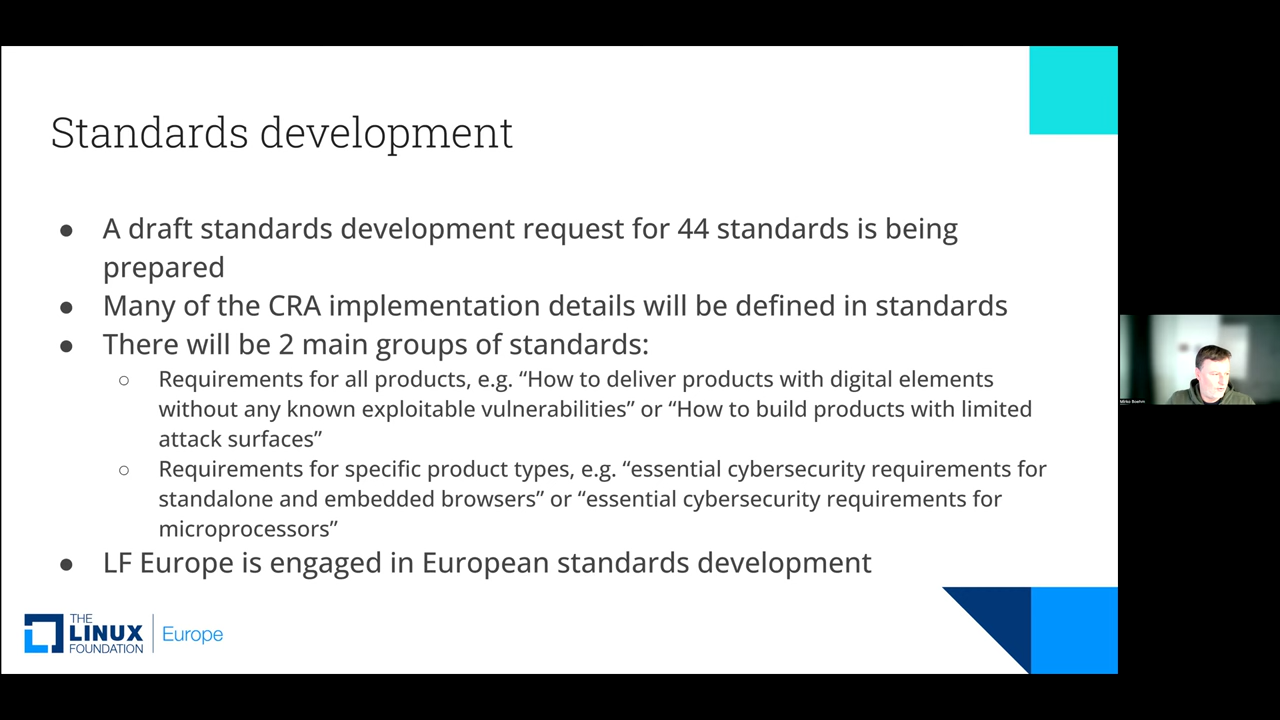 Standards development
● A draft standards development request for 44 standards is being
prepared
● Many of the CRA implementation details will be defined in standards
● There will be 2 main groups of standards:
○ Requirements for all products, e.g. “How to deliver products with digital elements
without any known exploitable vulnerabilities” or “How to build products with limited
attack surfaces”
○ Requirements for specific product types, e.g. “essential cybersecurity requirements for
standalone and embedded browsers” or “essential cybersecurity requirements for
microprocessors”
● LF Europe is engaged in European standards development
THE
LINUX
FOUNDATION
Europe
Mirko Boehm